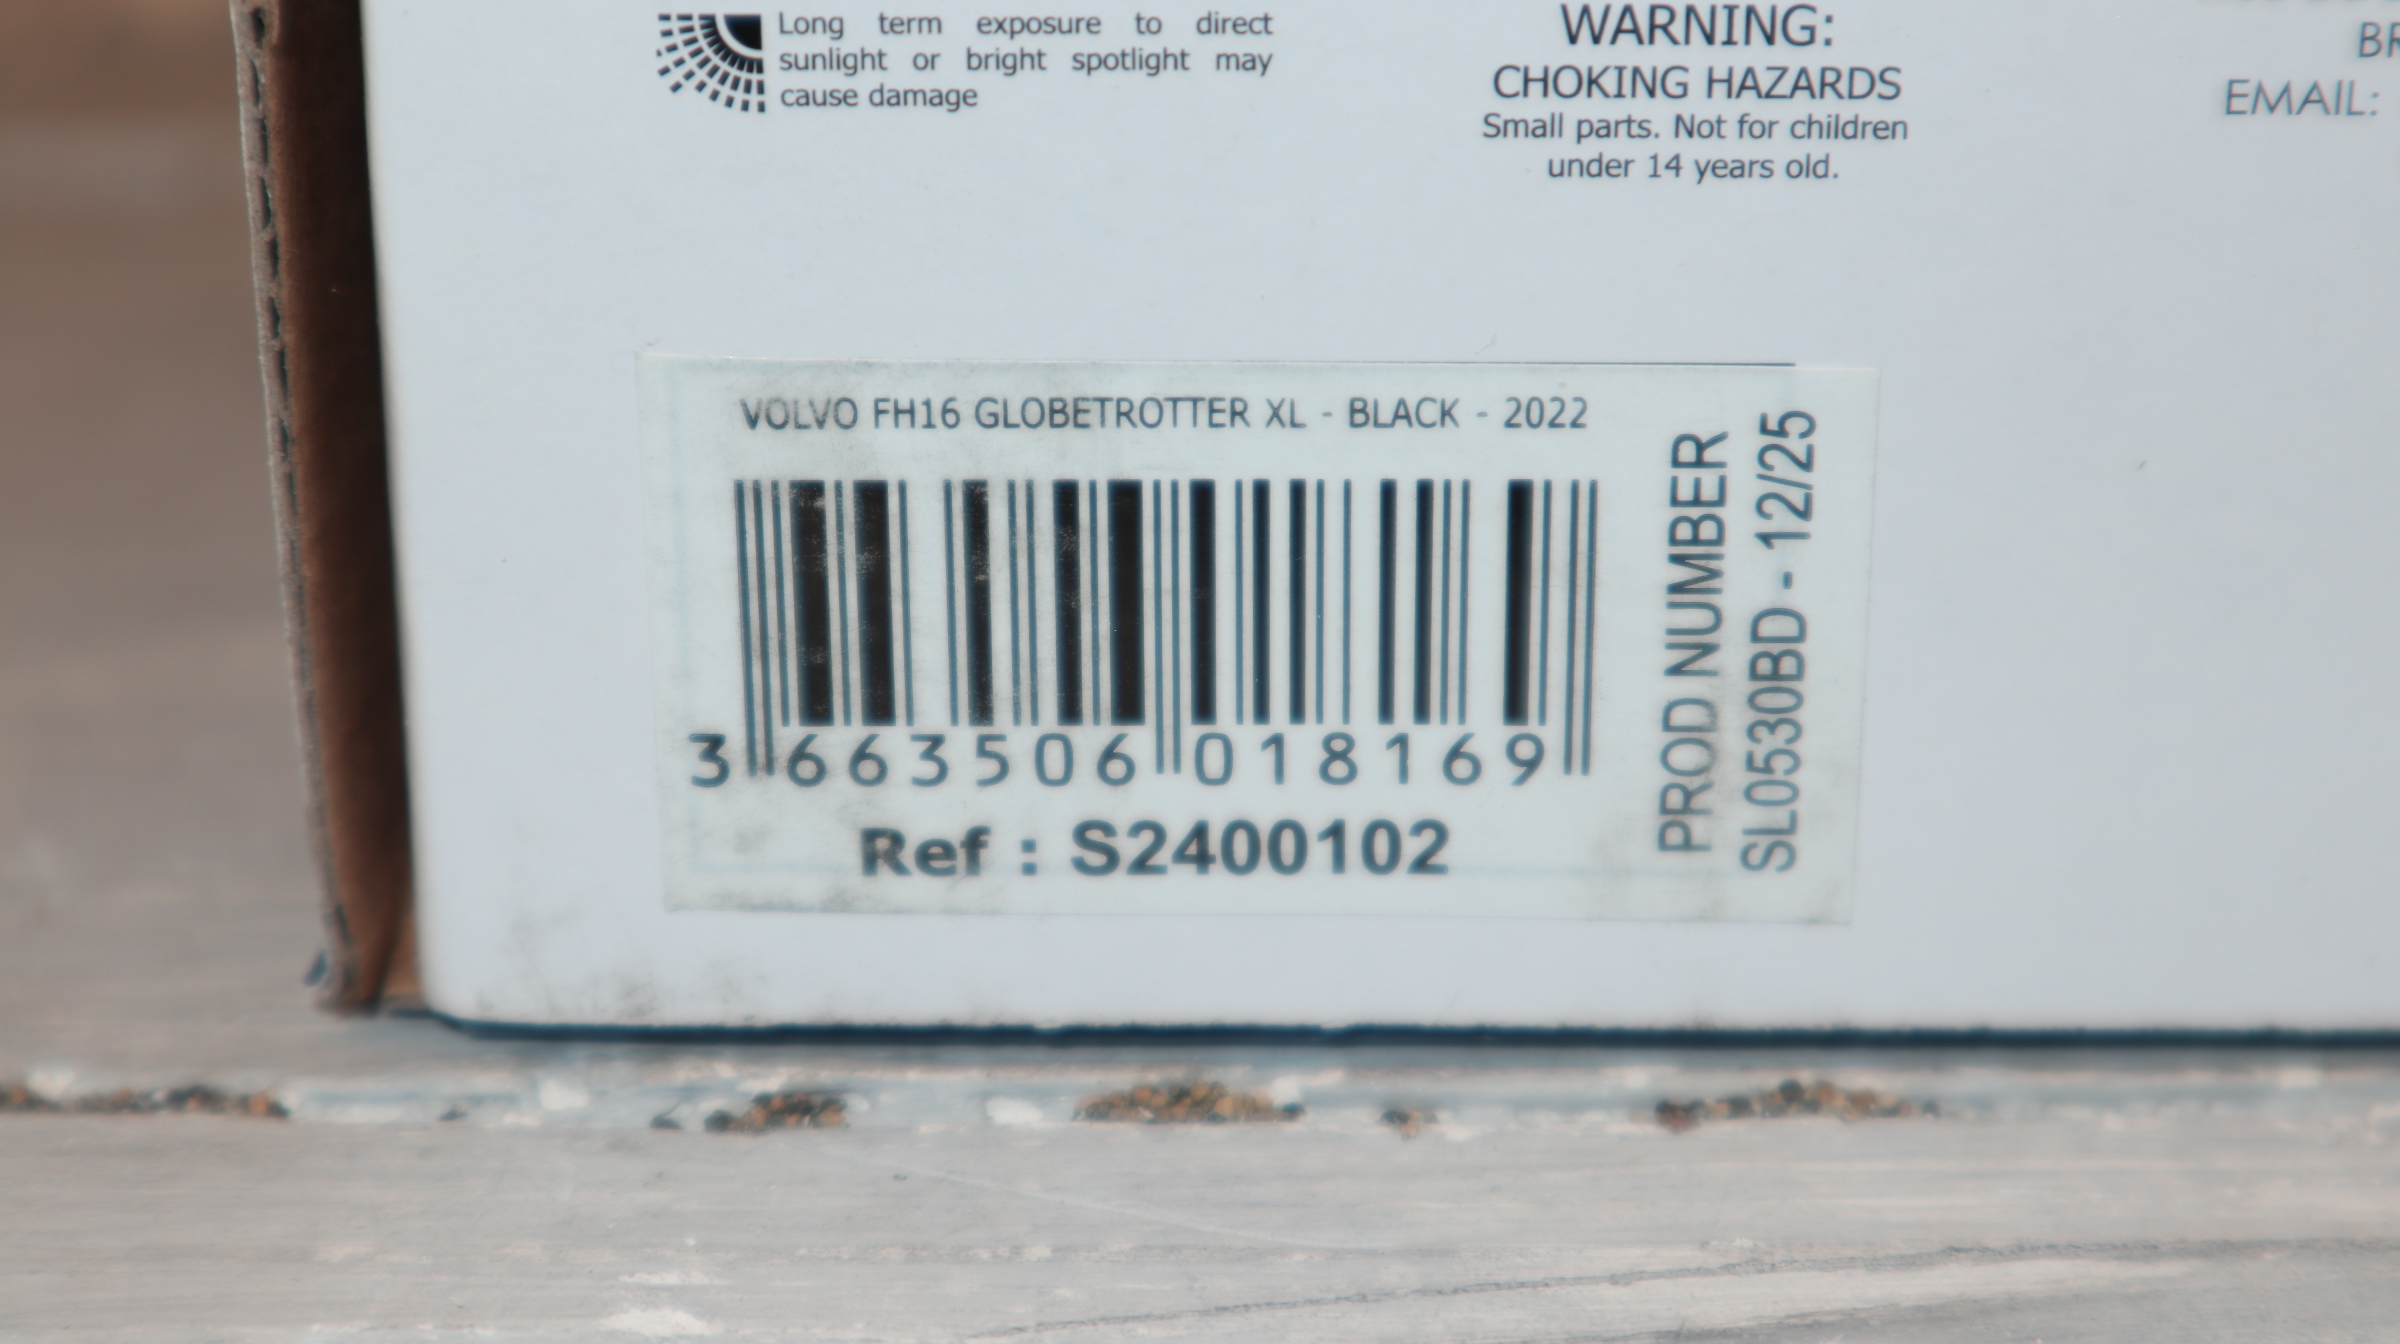 Long term exposure to direct
sunlight or bright spotlight may
cause damage
WARNING:
CHOKING HAZARDS
Small parts. Not for children
under 14 years old.
EMAIL:
VOLVO FH16 GLOBETROTTER XL - BLACK - 2022
3 663506 018169
Ref : S2400102
PROD NUMBER
SL0530BD - 12/25